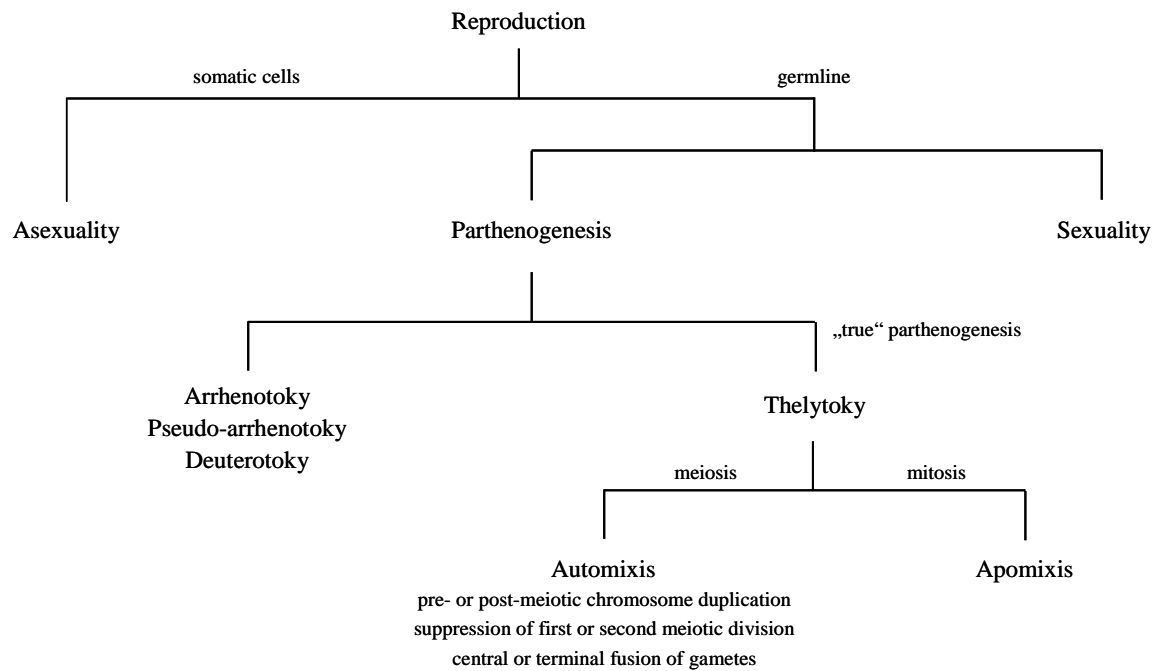 Reproduction
somatic cells
germline
Asexuality
Parthenogenesis
Sexuality
„true“ parthenogenesis
Arrhenotoky
Pseudo-arrhenotoky
Deuterotoky
Thelytoky
meiosis
mitosis
Automixis
Apomixis
pre- or post-meiotic chromosome duplication
suppression of first or second meiotic division
central or terminal fusion of gametes